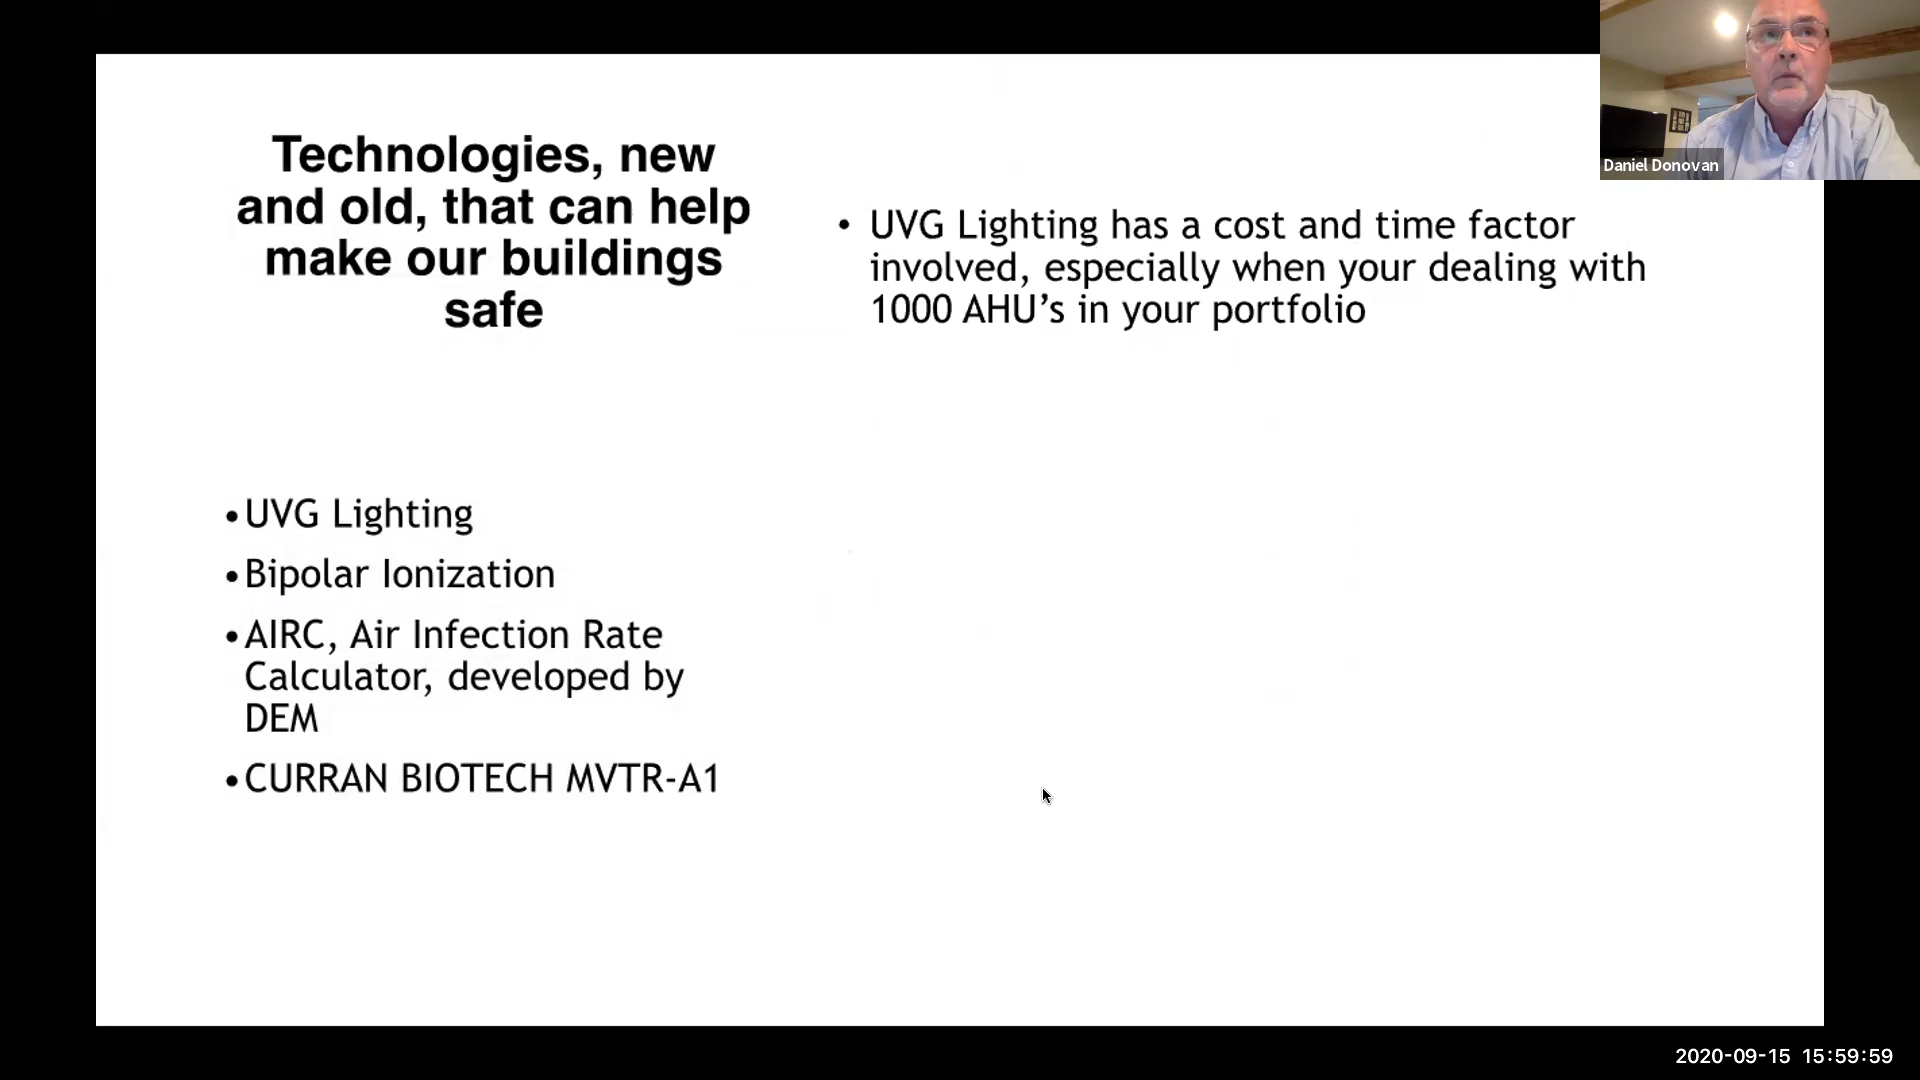 Technologies, new
and old, that can help
make our buildings
safe
• UVG Lighting
• Bipolar Ionization
• AIRC, Air Infection Rate
Calculator, developed by
DEM
• CURRAN BIOTECH MVTR-A1
• UVG Lighting has a cost and time factor
involved, especially when your dealing with
1000 AHU’s in your portfolio
Daniel Donovan
2020-09-15 15:59:59